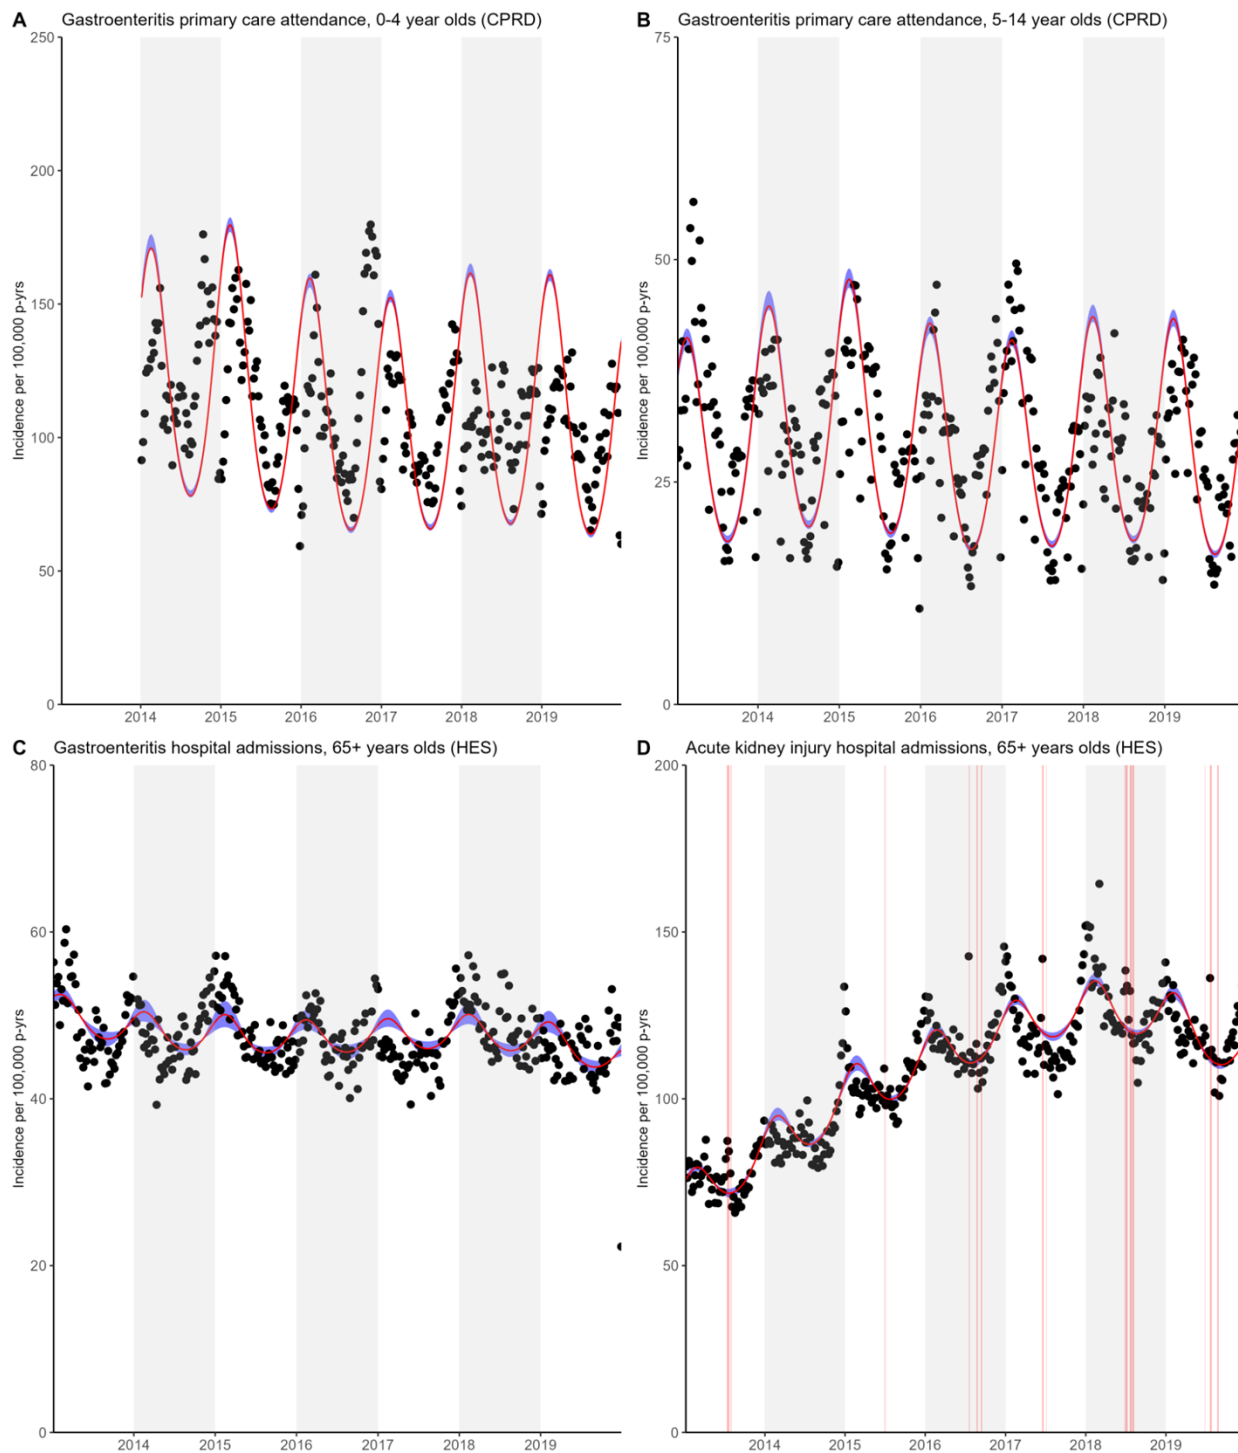 A Gastroenteritis primary care attendance, 0-4 year olds (CPRD)
250
200
150
100
50
0
Incidence per 100,000 p-yrs
2014 2015 2016 2017 2018 2019
B Gastroenteritis primary care attendance, 5-14 year olds (CPRD)
75
50
25
0
Incidence per 100,000 p-yrs
2014 2015 2016 2017 2018 2019
C Gastroenteritis hospital admissions, 65+ years olds (HES)
80
60
40
20
0
Incidence per 100,000 p-yrs
2014 2015 2016 2017 2018 2019
D Acute kidney injury hospital admissions, 65+ years olds (HES)
200
150
100
50
0
Incidence per 100,000 p-yrs
2014 2015 2016 2017 2018 2019